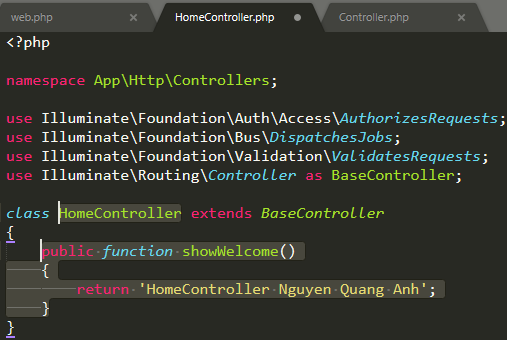 web.php HomeController.php Controller.php
<?php
namespace App\Http\Controllers;
use Illuminate\Foundation\Auth\Access\AuthorizesRequests;
use Illuminate\Foundation\Bus\DispatchesJobs;
use Illuminate\Foundation\Validation\ValidatesRequests;
use Illuminate\Routing\Controller as BaseController;
class HomeController extends BaseController
{
public function showWelcome()
{
return 'HomeController Nguyen Quang Anh';
}
}